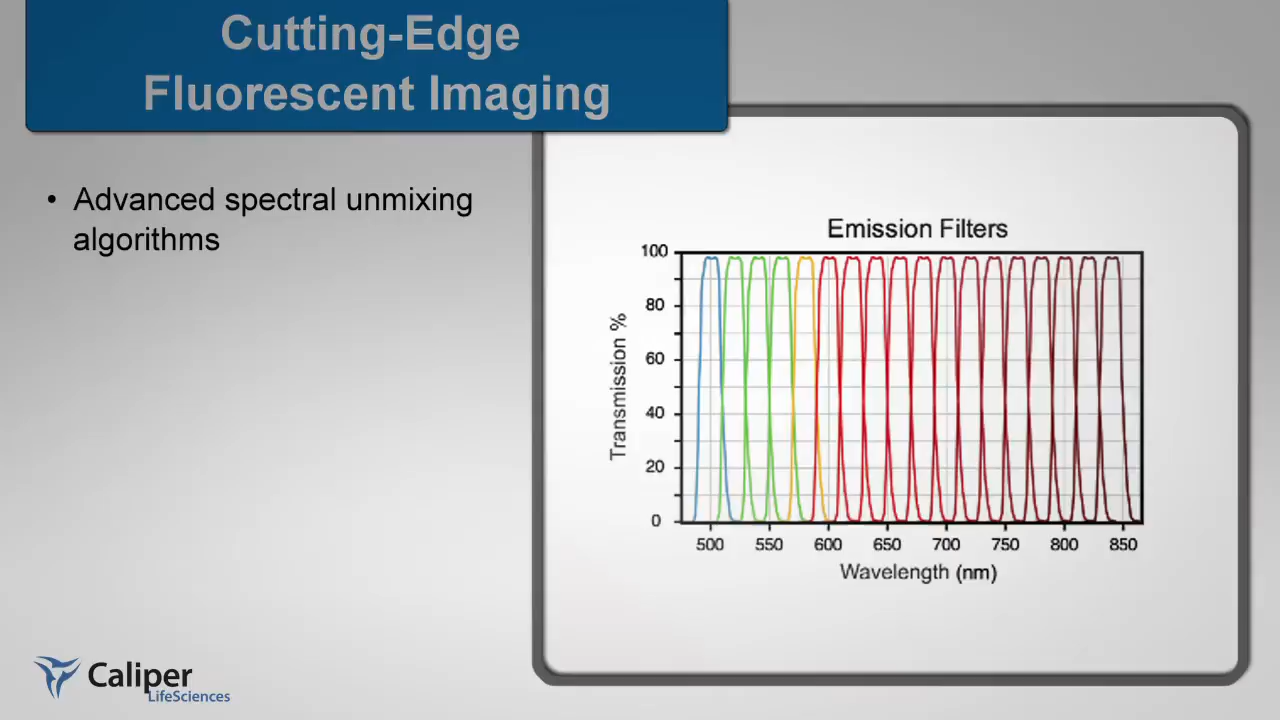 Cutting-Edge
Fluorescent Imaging
• Advanced spectral unmixing
algorithms
Emission Filters
100
80
60
40
20
0
Transmission %
500 550 600 650 700 750 800 850
Wavelength (nm)
Caliper
LifeSciences